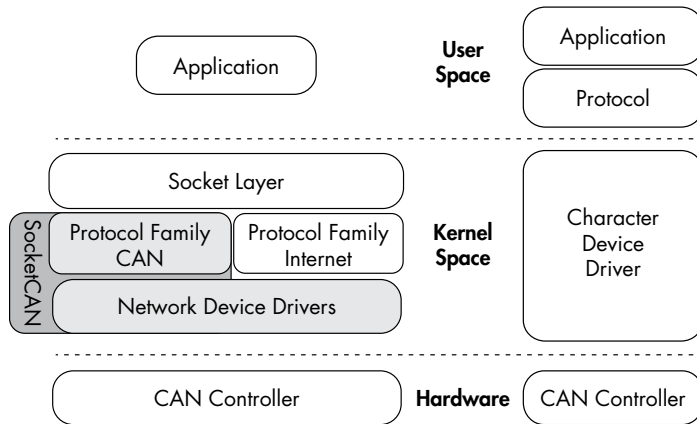 Application
User
Space
Application
Protocol
Socket Layer
SocketCAN
Protocol Family
CAN
Protocol Family
Internet
Network Device Drivers
Kernel
Space
Character
Device
Driver
CAN Controller
Hardware
CAN Controller